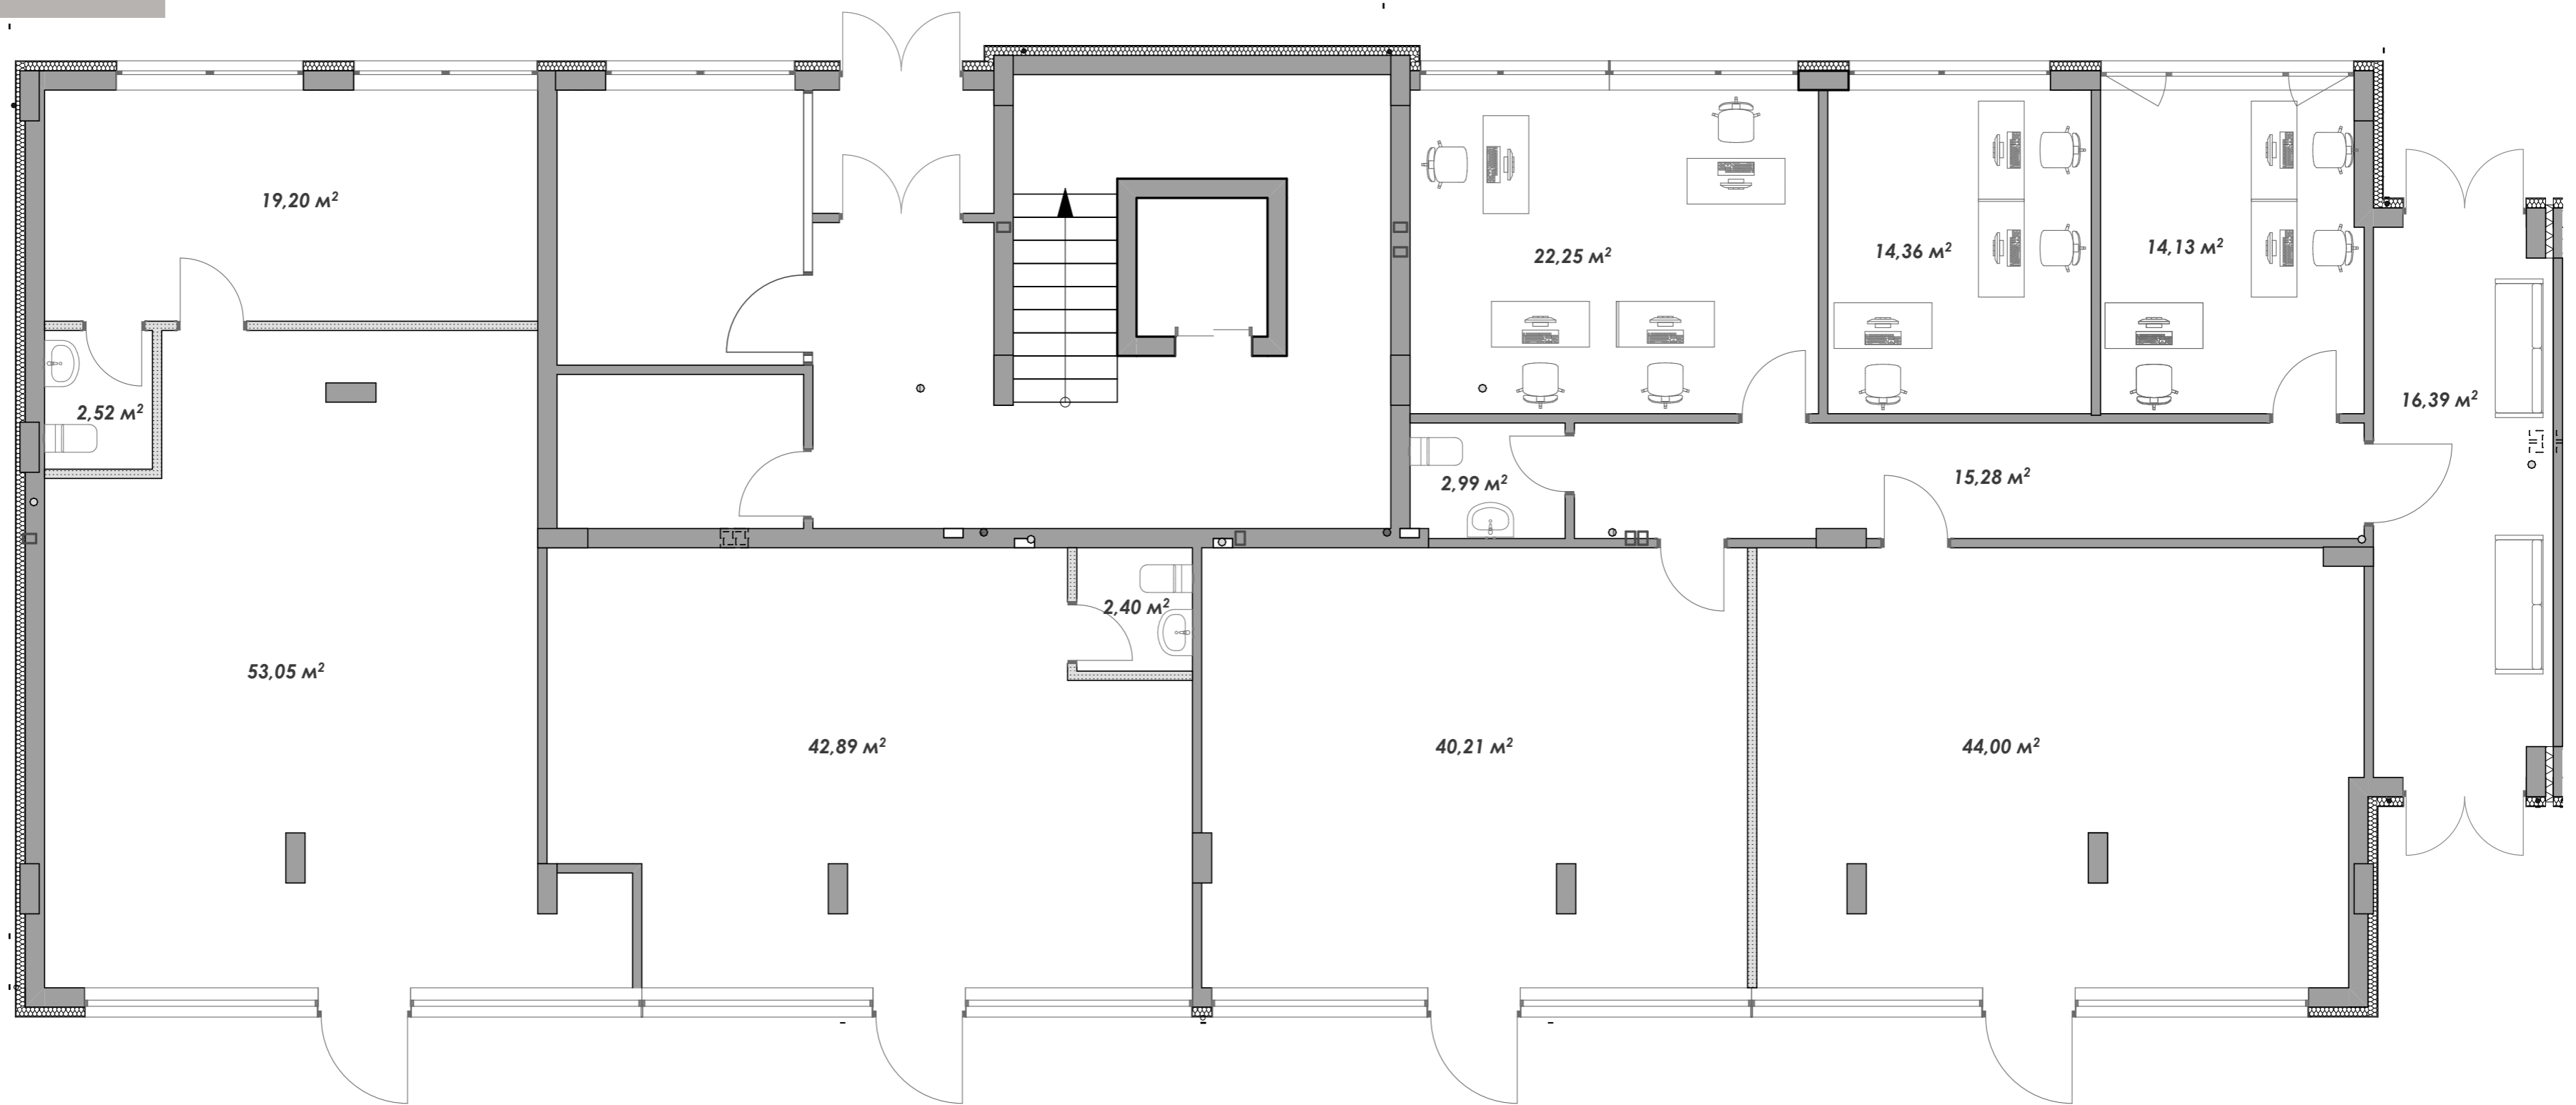 19,20 м²
22,25 м²
14,36 м²
14,13 м²
2,52 м²
16,39 м²
2,99 м²
15,28 м²
2,40 м²
53,05 м²
42,89 м²
40,21 м²
44,00 м²